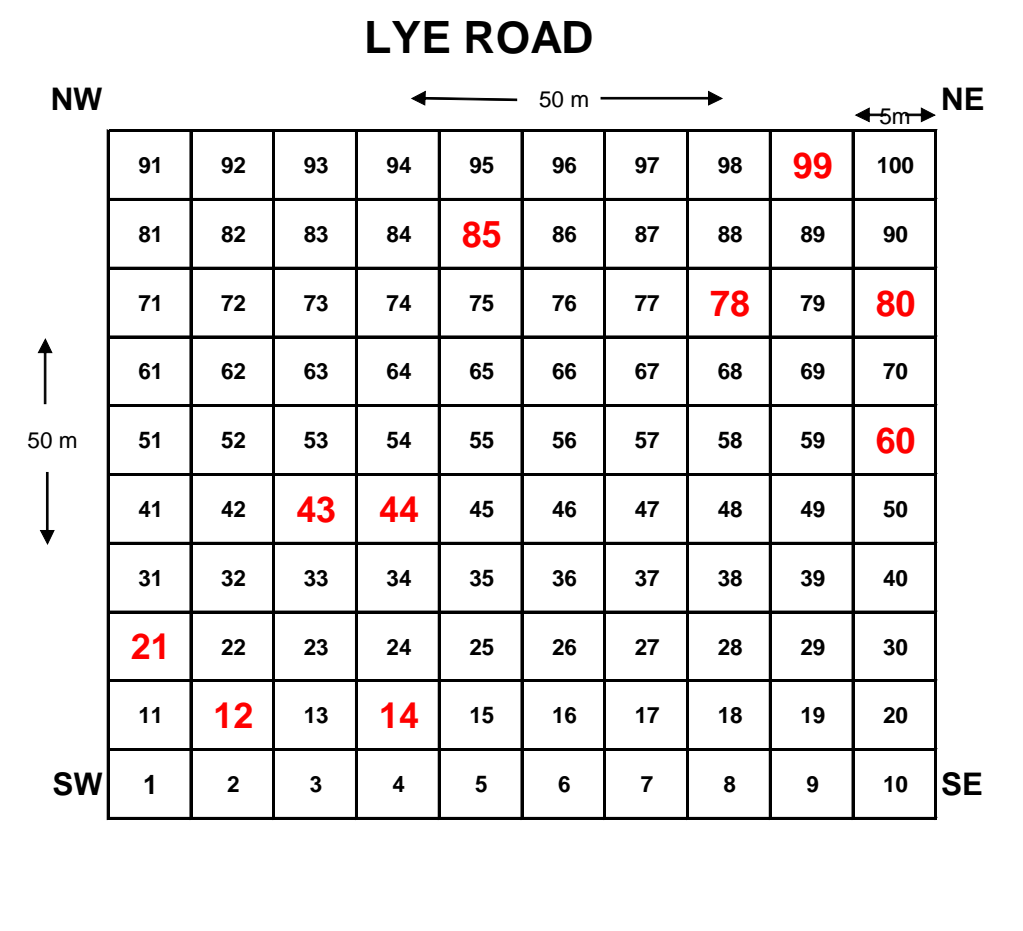 LYE ROAD
NW 50 m NE
5m
91 92 93 94 95 96 97 98 99 100
81 82 83 84 85 86 87 88 89 90
71 72 73 74 75 76 77 78 79 80
61 62 63 64 65 66 67 68 69 70
50 m 51 52 53 54 55 56 57 58 59 60
41 42 43 44 45 46 47 48 49 50
31 32 33 34 35 36 37 38 39 40
21 22 23 24 25 26 27 28 29 30
11 12 13 14 15 16 17 18 19 20
SW 1 2 3 4 5 6 7 8 9 10 SE